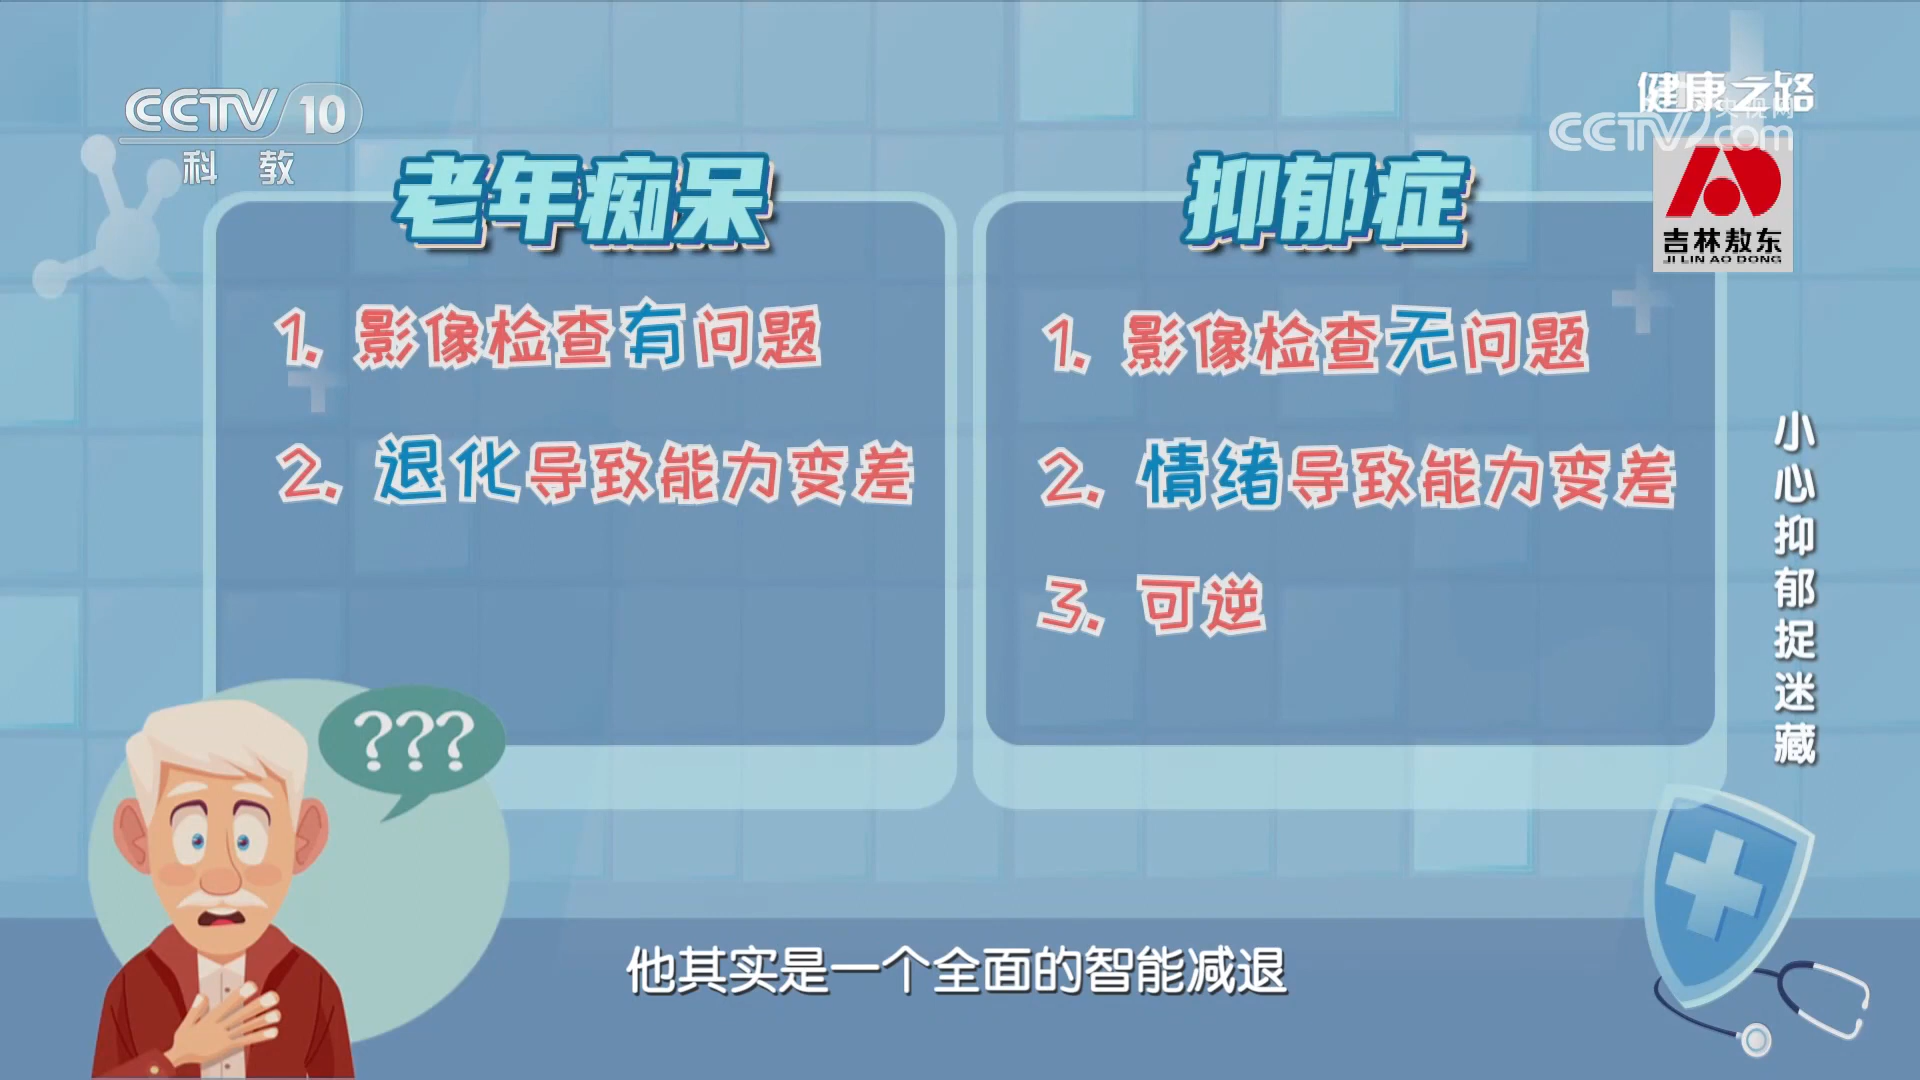 CCTV 10
科 教
健康之路
央视网
CCTV.com
吉林敖东
JI LIN AO DONG
老年痴呆
1. 影像检查有问题
2. 退化导致能力变差
抑郁症
1. 影像检查无问题
2. 情绪导致能力变差
3. 可逆
小心抑郁捉迷藏
???
他其实是一个全面的智能减退